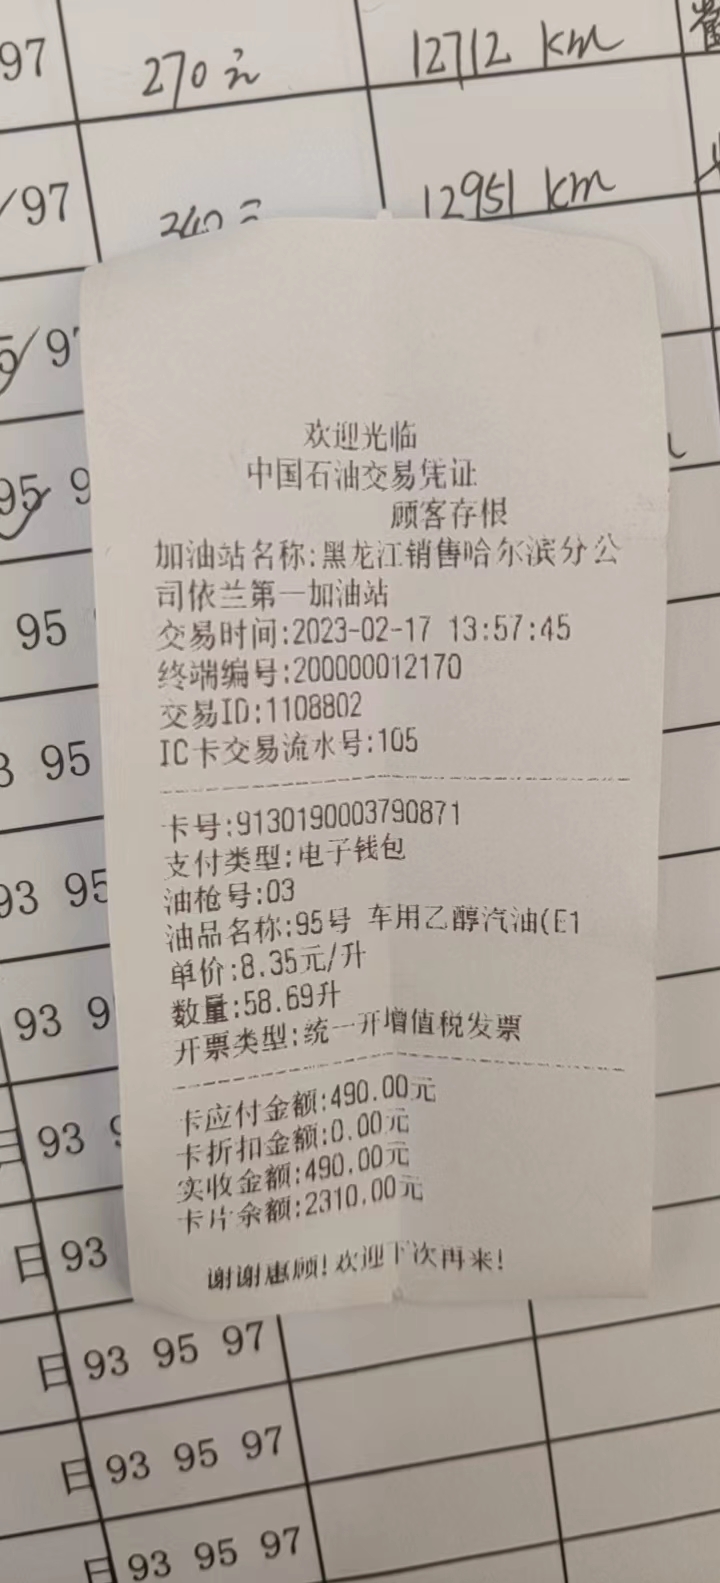 97 270元 12712 km
/97 240元 12951 km
欢迎光临
中国石油交易凭证
顾客存根
加油站名称:黑龙江销售哈尔滨分公
司依兰第一加油站
交易时间:2023-02-17 13:57:45
终端编号:200000012170
交易ID:1108802
IC卡交易流水号:105
卡号:9130190003790871
支付类型:电子钱包
油枪号:03
油品名称:95号 车用乙醇汽油(E1
单价:8.35元/升
数量:58.69升
开票类型:统一开增值税发票
卡应付金额:490.00元
卡折扣金额:0.00元
实收金额:490.00元
卡片余额:2310.00元
谢谢惠顾!欢迎下次再来!
95 9
95
95
93 95
93 9
93
日 93
日 93 95 97
日 93 95 97
日 93 95 97